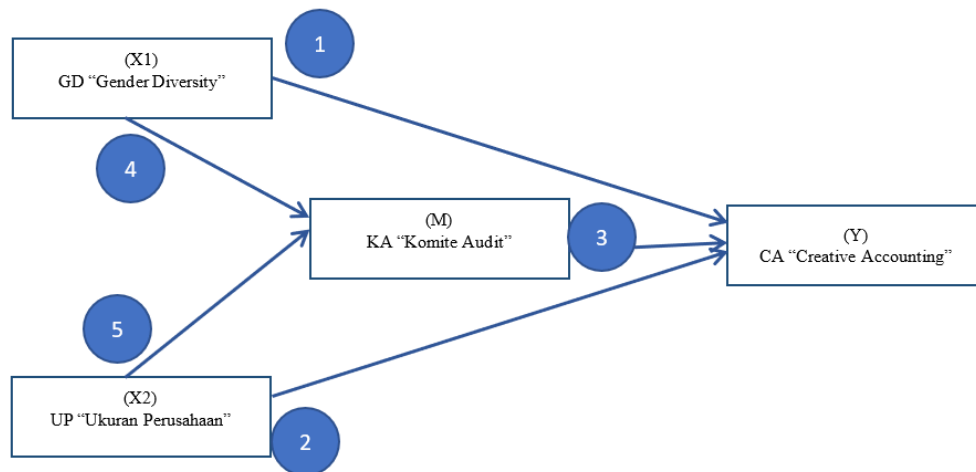 1
(X1)
GD “Gender Diversity”
4
(M)
KA “Komite Audit”
3
(Y)
CA “Creative Accounting”
5
(X2)
UP “Ukuran Perusahaan”
2